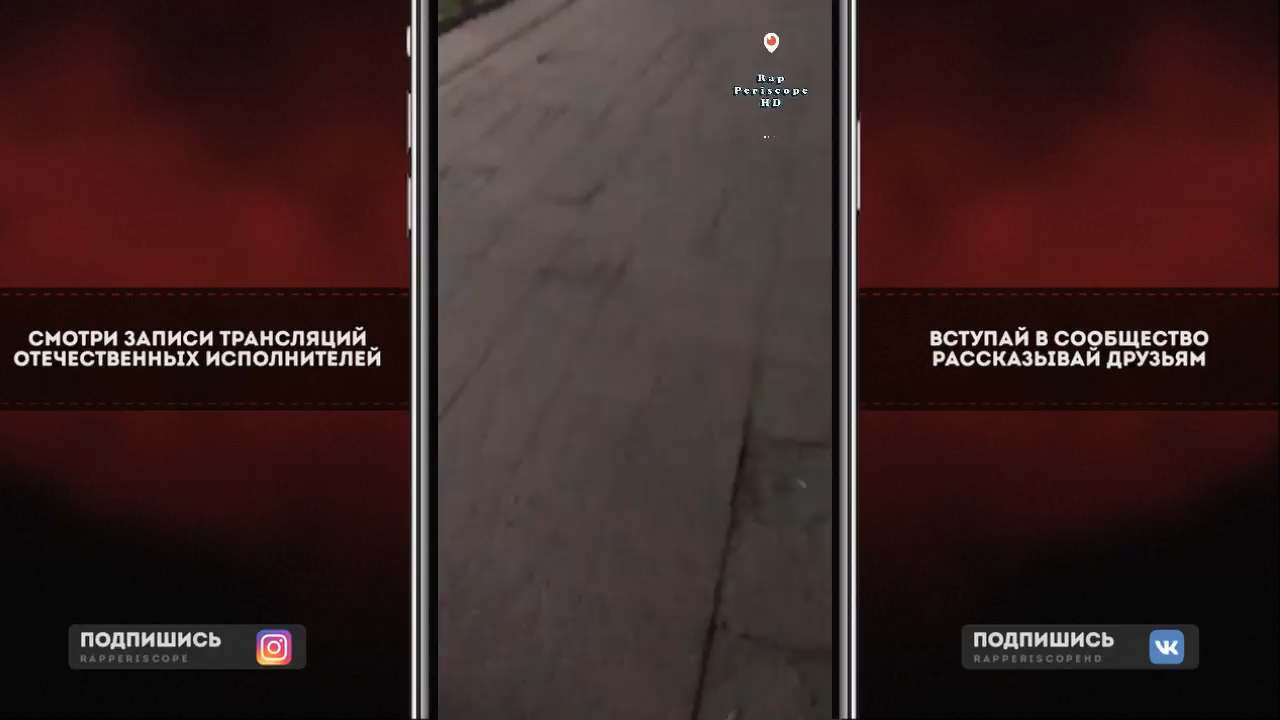 Rap
Periscope
HD
СМОТРИ ЗАПИСИ ТРАНСЛЯЦИЙ
ОТЕЧЕСТВЕННЫХ ИСПОЛНИТЕЛЕЙ
ВСТУПАЙ В СООБЩЕСТВО
РАССКАЗЫВАЙ ДРУЗЬЯМ
ПОДПИШИСЬ
RAPPERISCOPE
ПОДПИШИСЬ
RAPPERISCOPEHD